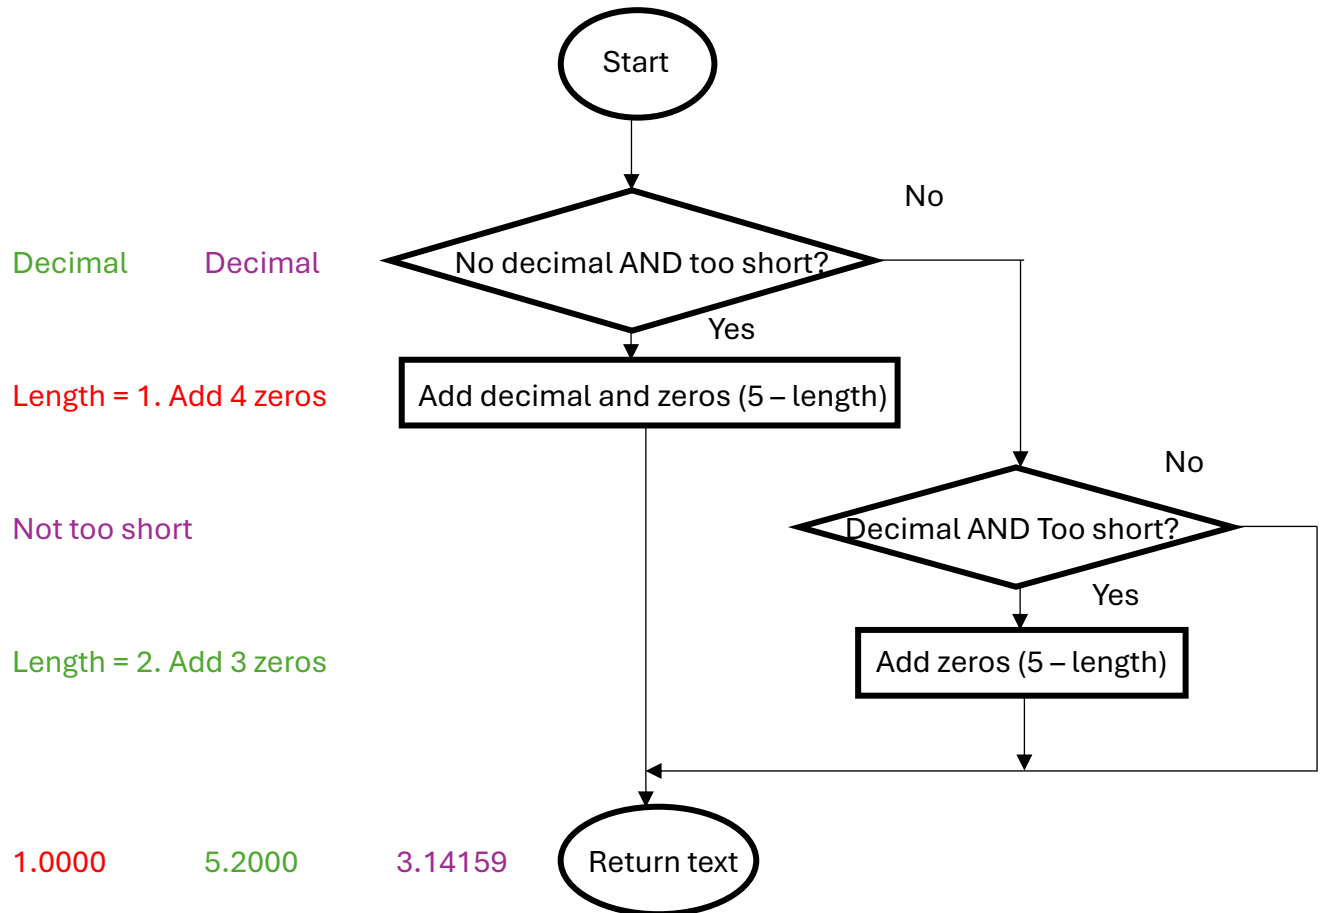 Start
No
Decimal
Decimal
No decimal AND too short?
Yes
Length = 1. Add 4 zeros
Add decimal and zeros (5 – length)
No
Not too short
Decimal AND Too short?
Yes
Length = 2. Add 3 zeros
Add zeros (5 – length)
1.0000
5.2000
3.14159
Return text